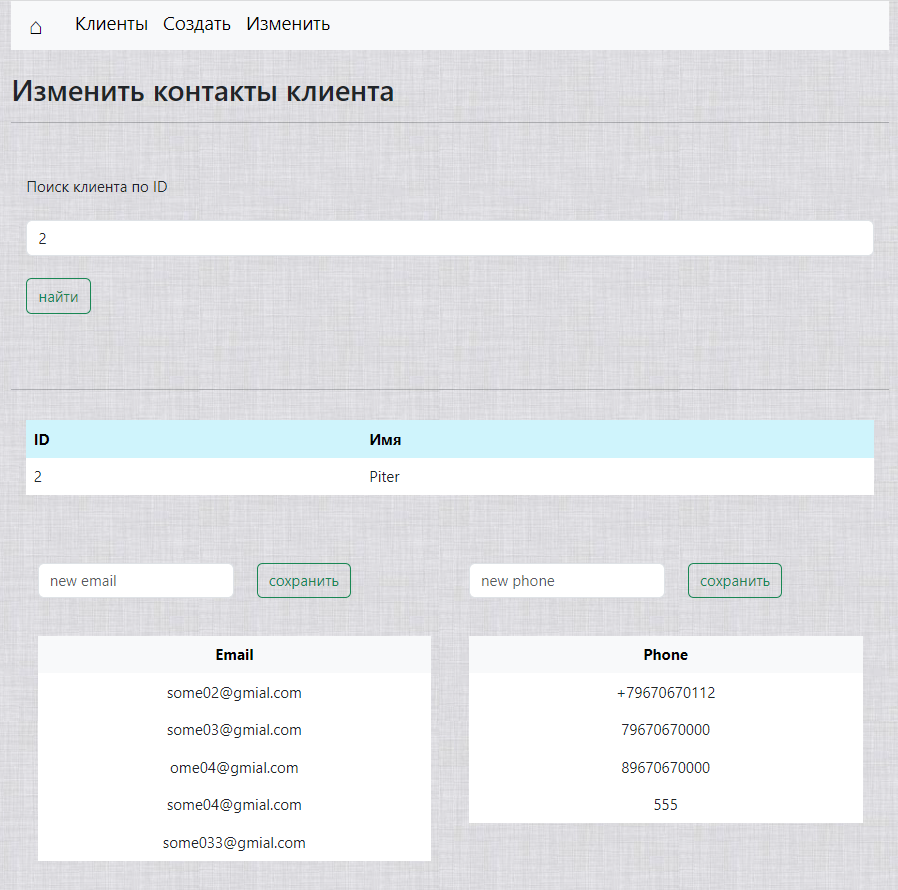 Клиенты Создать Изменить
Изменить контакты клиента
Поиск клиента по ID
2
найти
ID Имя
2 Piter
new email сохранить new phone сохранить
Email Phone
some02@gmial.com +79670670112
some03@gmial.com 79670670000
ome04@gmial.com 89670670000
some04@gmial.com 555
some033@gmial.com